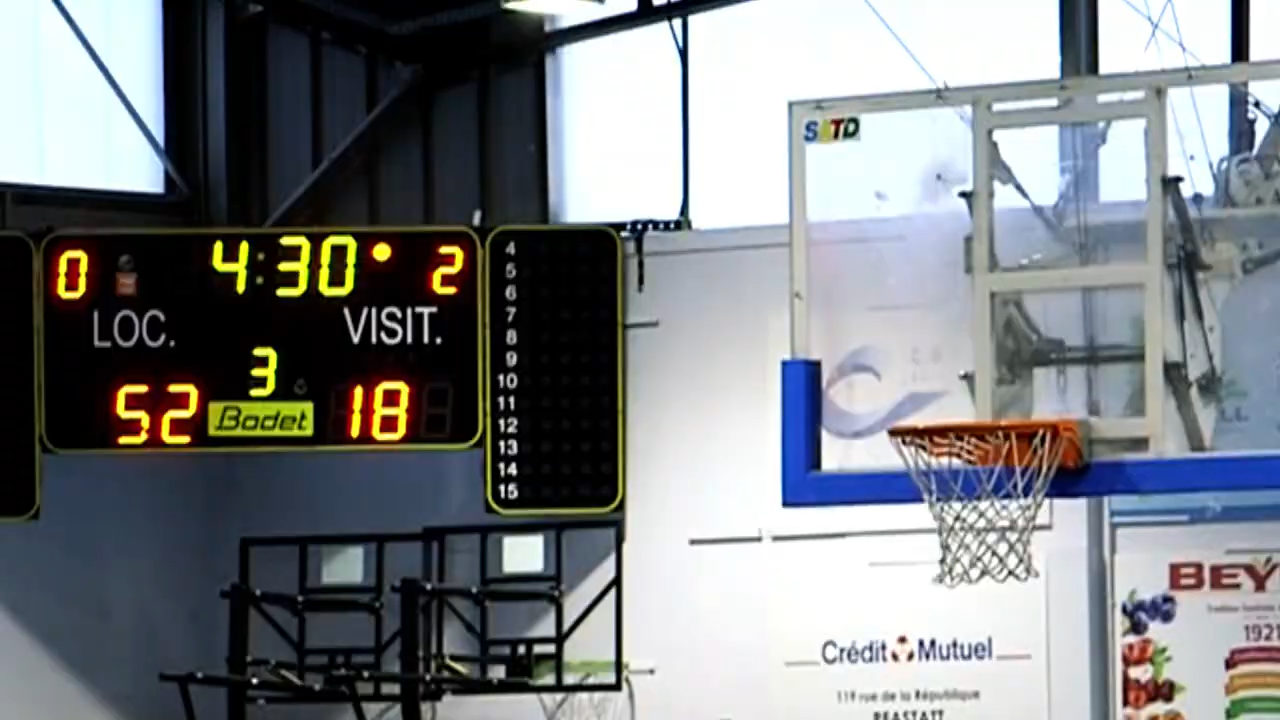 0 4:30 2
LOC. VISIT.
3
52 Bodet 18
4
5
6
7
8
9
10
11
12
13
14
15
Crédit Mutuel
119 rue de la République
BEY
1921